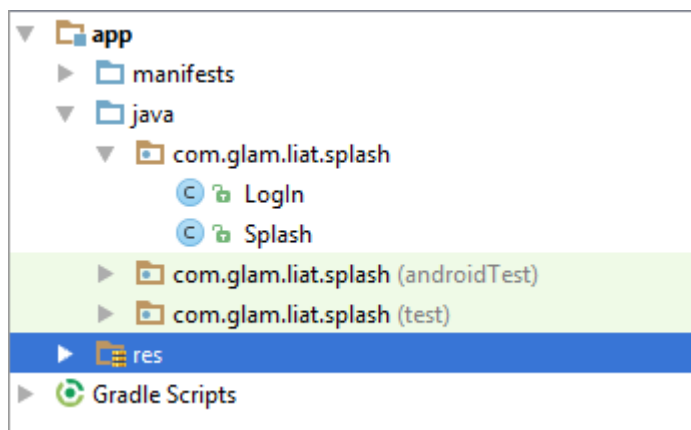 app
manifests
java
com.glam.liat.splash
C LogIn
C Splash
com.glam.liat.splash (androidTest)
com.glam.liat.splash (test)
res
Gradle Scripts